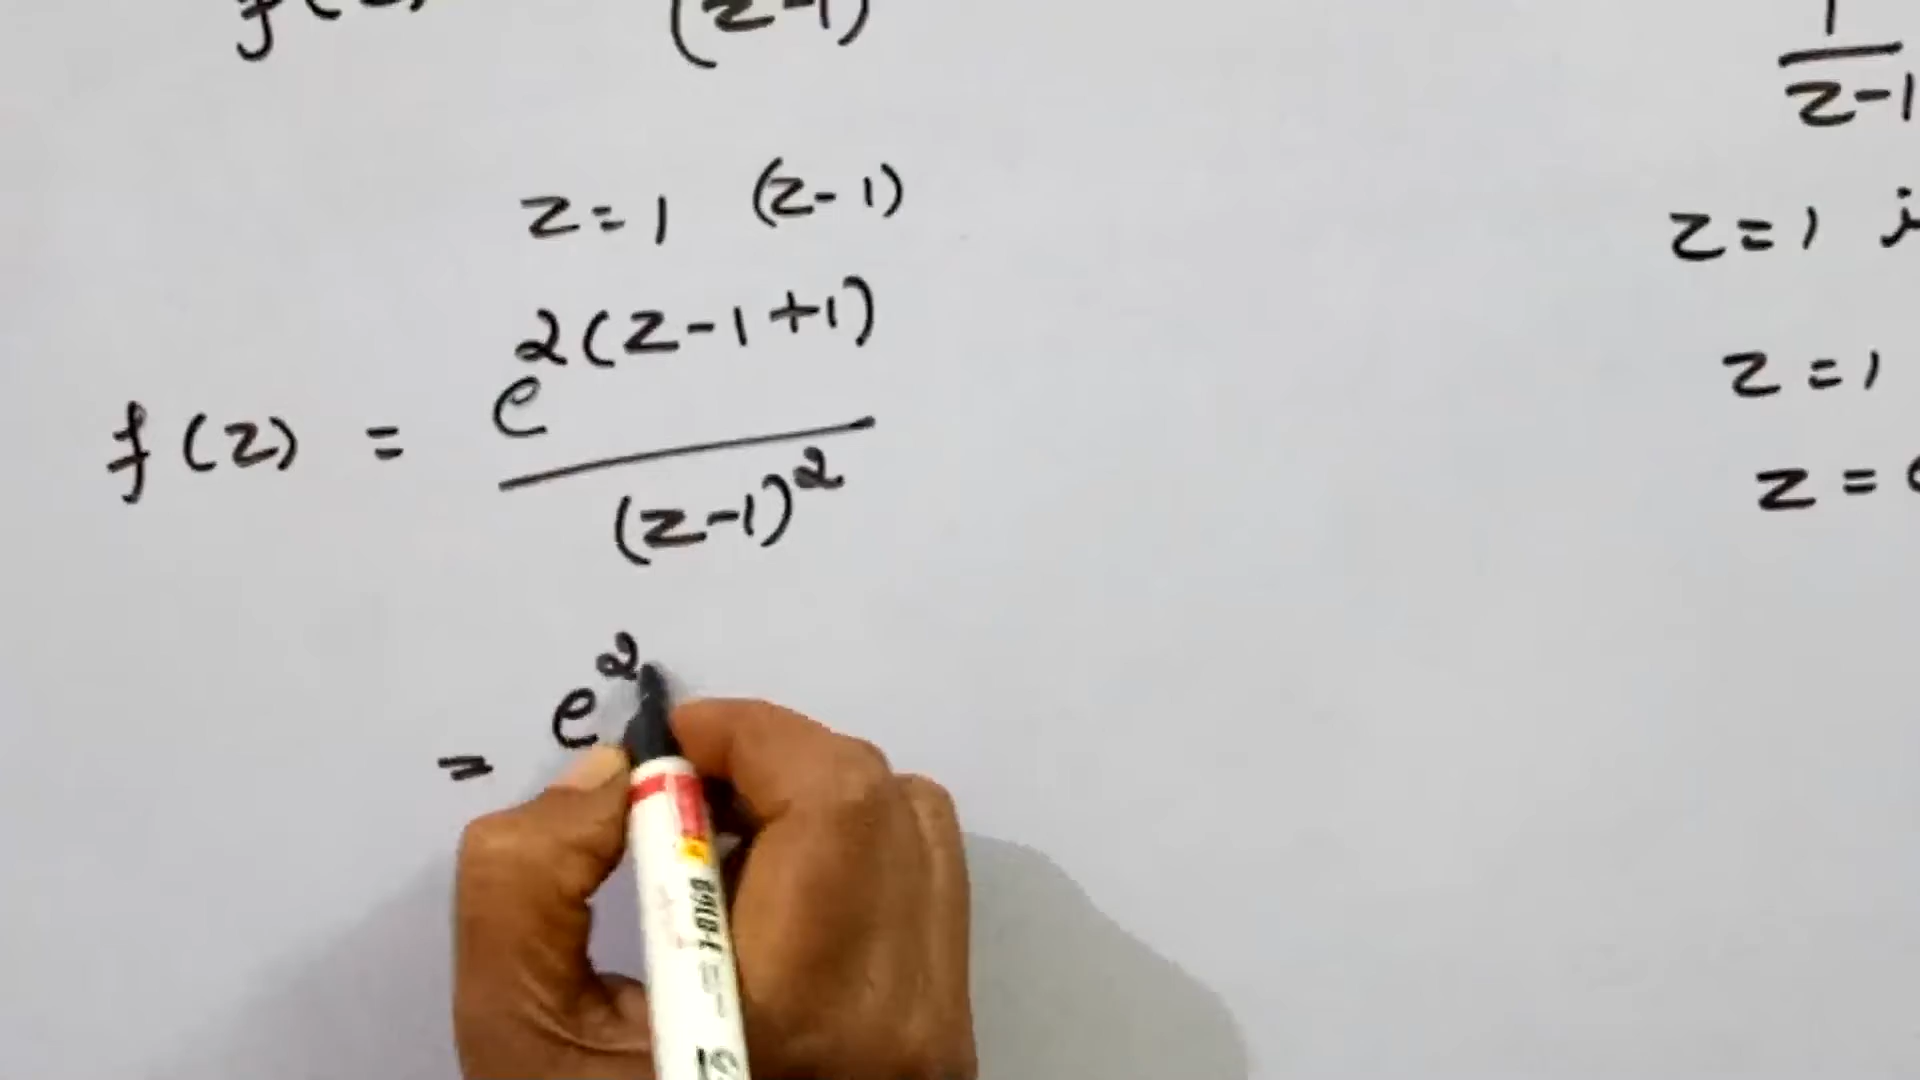 f(z) (z-1)
1/(z-1)
z=1 (z-1)
z=1
f(z) = e^{2(z-1+1)}/(z-1)^2
z=1
z=
= e^2